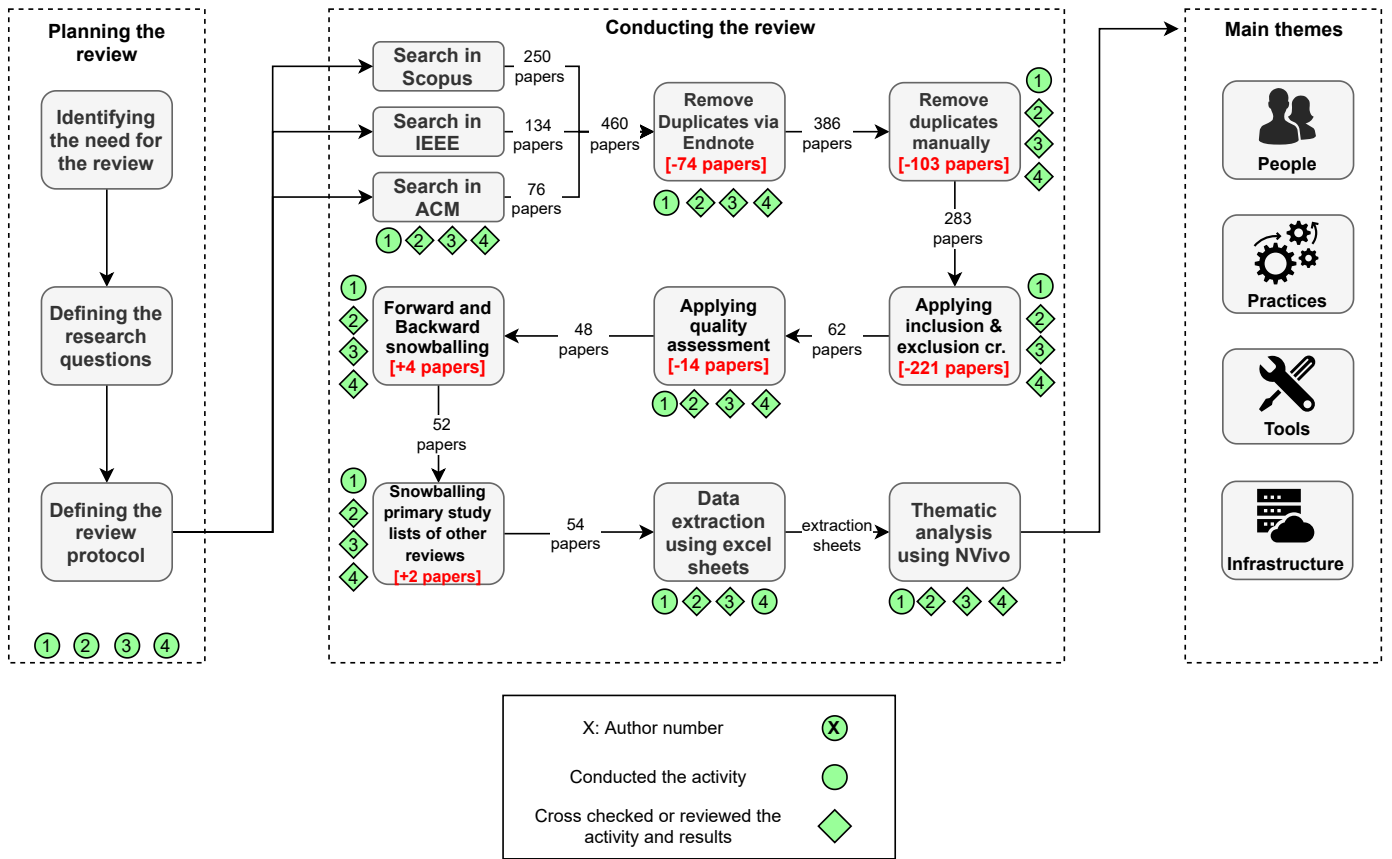 Planning the
review
Identifying
the need for
the review
Defining the
research
questions
Defining the
review
protocol
1 2 3 4
Conducting the review
Search in
Scopus
250
papers
Search in
IEEE
134
papers
Search in
ACM
76
papers
1 2 3 4
460
papers
Remove
Duplicates via
Endnote
[-74 papers]
1 2 3 4
386
papers
Remove
duplicates
manually
[-103 papers]
1
2
3
4
283
papers
Applying
inclusion &
exclusion cr.
[-221 papers]
1
2
3
4
62
papers
Applying
quality
assessment
[-14 papers]
1 2 3 4
48
papers
Forward and
Backward
snowballing
[+4 papers]
1
2
3
4
52
papers
Snowballing
primary study
lists of other
reviews
[+2 papers]
1
2
3
4
54
papers
Data
extraction
using excel
sheets
1 2 3 4
extraction
sheets
Thematic
analysis
using NVivo
1 2 3 4
Main themes
People
Practices
Tools
Infrastructure
X: Author number
X
Conducted the activity
Cross checked or reviewed the
activity and results